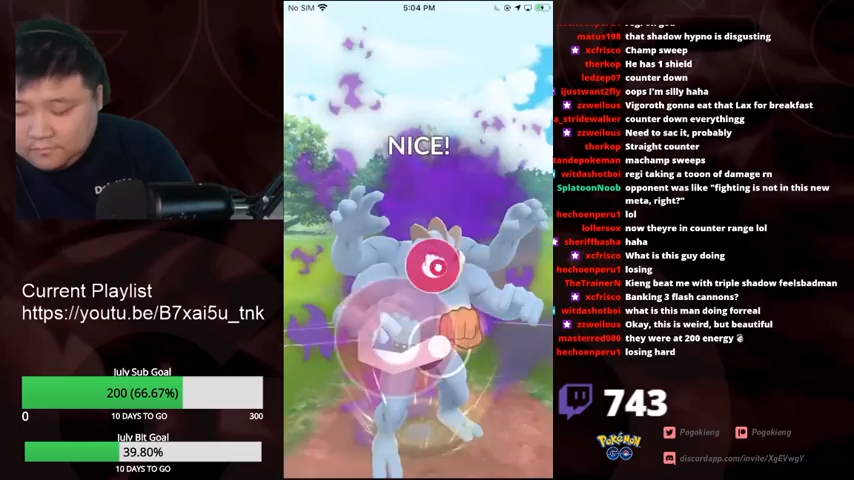 No SIM
5:04 PM
NICE!
Current Playlist
https://youtu.be/B7xai5u_tnk
July Sub Goal
200 (66.67%)
0
10 DAYS TO GO
300
July Bit Goal
39.80%
10 DAYS TO GO
matus198 that shadow hypno is disgusting
xcfrisco Champ sweep
therkop He has 1 shield
ledzep07 counter down
ijustwant2fly oops I'm silly haha
zzweilous Vigoroth gonna eat that Lax for breakfast
a_stridewalker counter down everythingg
zzweilous Need to sac it, probably
therkop Straight counter
tandepokeman machamp sweeps
witdashotboi regi taking a tooon of damage rn
SplatoonNoob opponent was like "fighting is not in this new
meta, right?"
hechoenperu1 lol
lollersox now theyre in counter range lol
sheriffbasha haha
xcfrisco What is this guy doing
hechoenperu1 losing
TheTrainerN Kieng beat me with triple shadow feelsbadman
xcfrisco Banking 3 flash cannons?
witdashotboi what is this man doing forreal
zzweilous Okay, this is weird, but beautiful
masterred080 they were at 200 energy
hechoenperu1 losing hard
743
Pokémon
GO
Pogokieng
Pogokieng
discordapp.com/invite/XgEVwgY